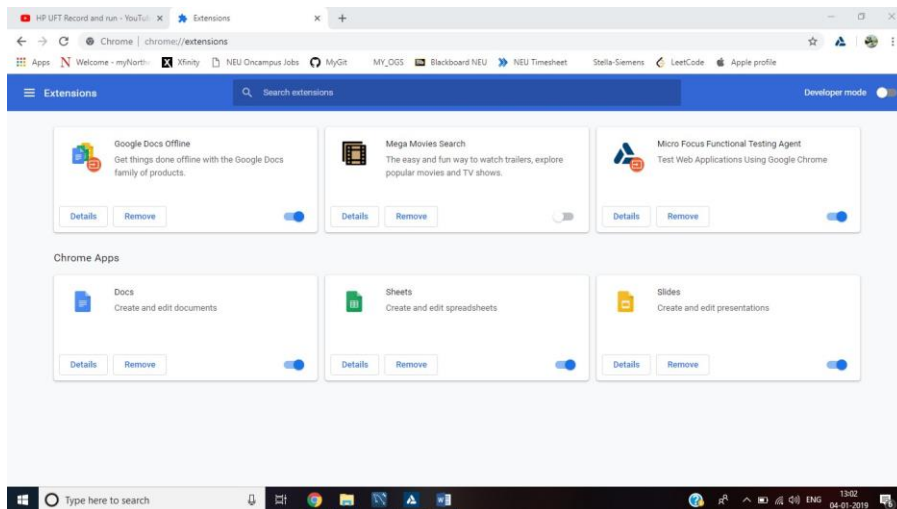 HP UFT Record and run - YouTu
Extensions
Chrome | chrome://extensions
Apps
Welcome - myNorth
Xfinity
NEU Oncampus Jobs
MyGit
MY_OGS
Blackboard NEU
NEU Timesheet
Stella-Siemens
LeetCode
Apple profile
Extensions
Search extensions
Developer mode
Google Docs Offline
Get things done offline with the Google Docs
family of products.
Details Remove
Mega Movies Search
The easy and fun way to watch trailers, explore
popular movies and TV shows.
Details Remove
Micro Focus Functional Testing Agent
Test Web Applications Using Google Chrome
Details Remove
Chrome Apps
Docs
Create and edit documents
Details Remove
Sheets
Create and edit spreadsheets
Details Remove
Slides
Create and edit presentations
Details Remove
Type here to search
ENG
13:02
04-01-2019